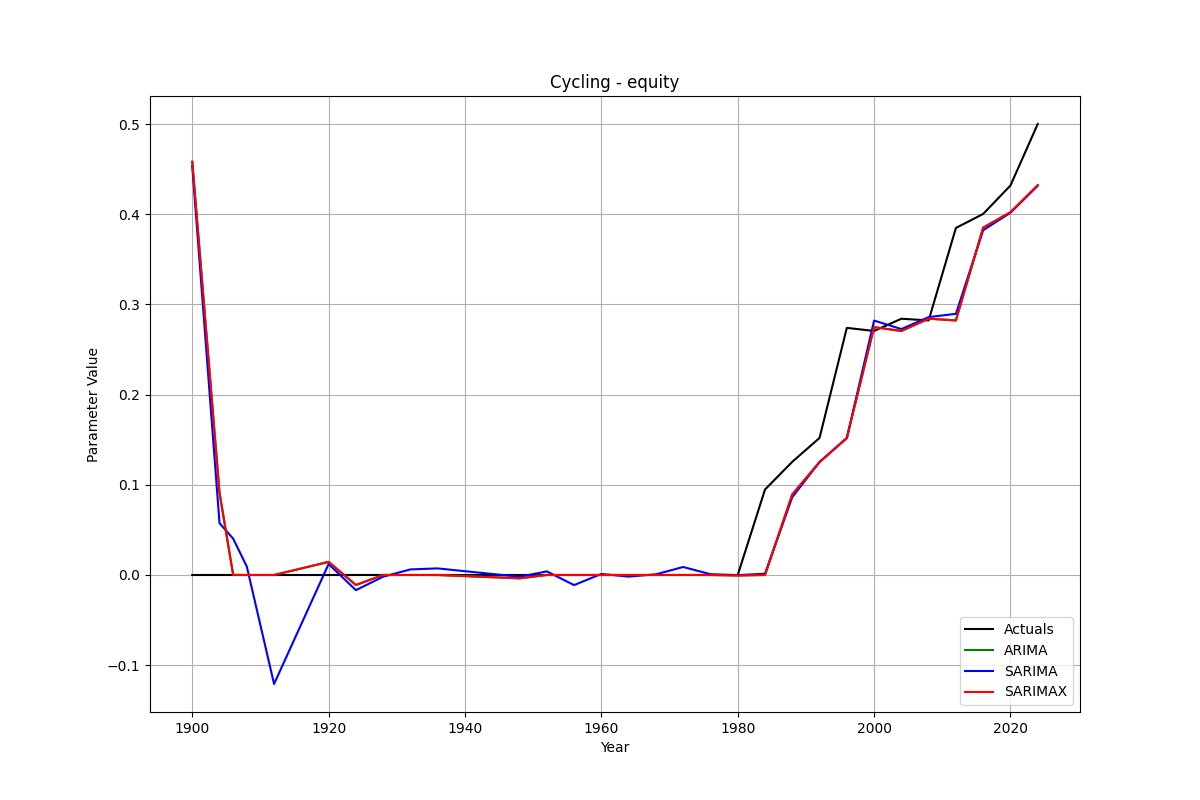 Cycling - equity
Parameter Value
0.5
0.4
0.3
0.2
0.1
0.0
−0.1
1900 1920 1940 1960 1980 2000 2020
Year
Actuals
ARIMA
SARIMA
SARIMAX